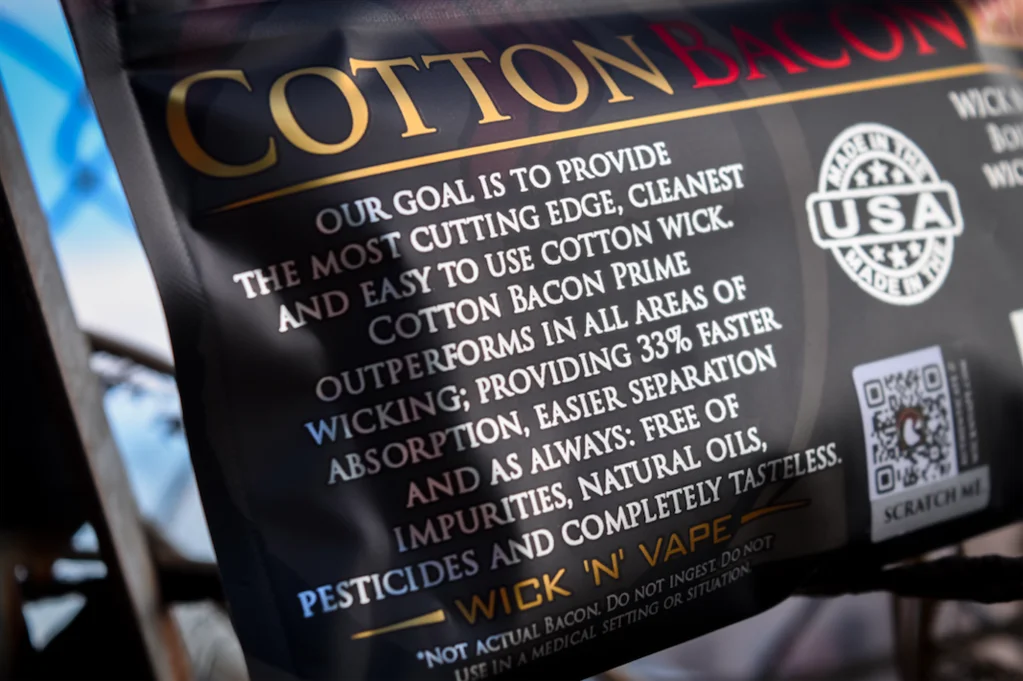 COTTON BACON
OUR GOAL IS TO PROVIDE
THE MOST CUTTING EDGE, CLEANEST
AND EASY TO USE COTTON WICK.
COTTON BACON PRIME
OUTPERFORMS IN ALL AREAS OF
WICKING; PROVIDING 33% FASTER
ABSORPTION, EASIER SEPARATION
AND AS ALWAYS: FREE OF
IMPURITIES, NATURAL OILS,
PESTICIDES AND COMPLETELY TASTELESS.
WICK 'N' VAPE
*NOT ACTUAL BACON. DO NOT INGEST. DO NOT
USE IN A MEDICAL SETTING OR SITUATION.
MADE IN THE
USA
MADE IN THE
WICK
SCRATCH ME